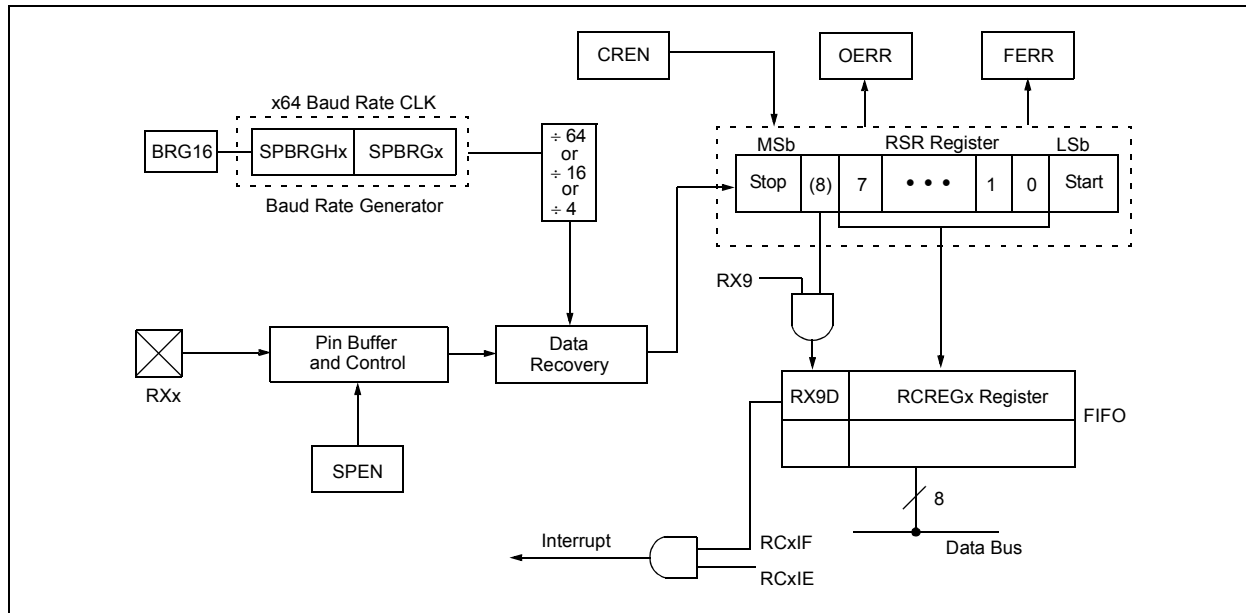 CREN
OERR
FERR
x64 Baud Rate CLK
BRG16
SPBRGHx
SPBRGx
Baud Rate Generator
÷ 64
or
÷ 16
or
÷ 4
MSb
RSR Register
LSb
Stop
(8)
7
• • •
1
0
Start
RX9
RXx
Pin Buffer
and Control
Data
Recovery
SPEN
RX9D
RCREGx Register
FIFO
8
Data Bus
Interrupt
RCxIF
RCxIE